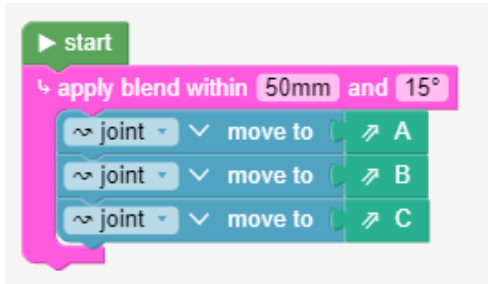 start
apply blend within 50mm and 15°
joint move to A
joint move to B
joint move to C